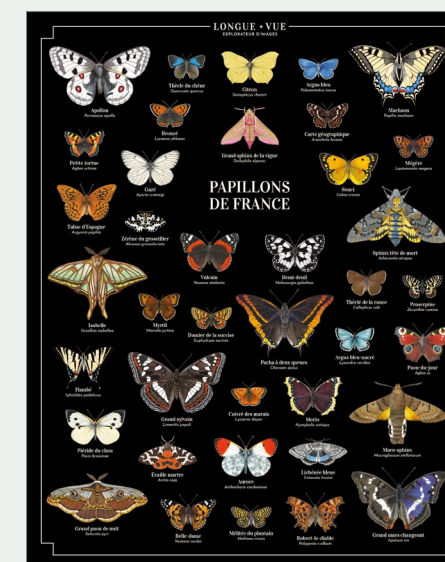 LONGUE • VUE
EXPLORATEUR D'IMAGES
Apollon
Parnassius apollo
Thècle du chêne
Quercusia quercus
Citron
Gonepteryx rhamni
Argus bleu
Polyommatus icarus
Machaon
Papilio machaon
Bronzé
Lycaena phlaeas
Carte géographique
Araschnia levana
Petite tortue
Aglais urticae
Grand sphinx de la vigne
Deilephila elpenor
Mégère
Lasiommata megera
Gazé
Aporia crataegi
Souci
Colias crocea
PAPILLONS
DE FRANCE
Tabac d'Espagne
Argynnis paphia
Zérène du groseillier
Abraxas grossulariata
Sphinx tête de mort
Acherontia atropos
Vulcain
Vanessa atalanta
Demi-deuil
Melanargia galathea
Thècle de la ronce
Callophrys rubi
Proserpine
Zerynthia rumina
Isabelle
Graellsia isabellae
Myrtil
Maniola jurtina
Damier de la succise
Euphydryas aurinia
Pacha à deux queues
Charaxes jasius
Argus bleu-nacré
Lysandra coridon
Paon-du-jour
Aglais io
Flambé
Iphiclides podalirius
Grand sylvain
Limenitis populi
Cuivré des marais
Lycaena dispar
Morio
Nymphalis antiopa
Moro-sphinx
Macroglossum stellatarum
Piéride du chou
Pieris brassicae
Écaille martre
Arctia caja
Aurore
Anthocharis cardamines
Lichénée bleue
Catocala fraxini
Grand paon de nuit
Saturnia pyri
Belle-dame
Vanessa cardui
Mélitée du plantain
Melitaea cinxia
Robert-le-diable
Polygonia c-album
Grand mars changeant
Apatura iris